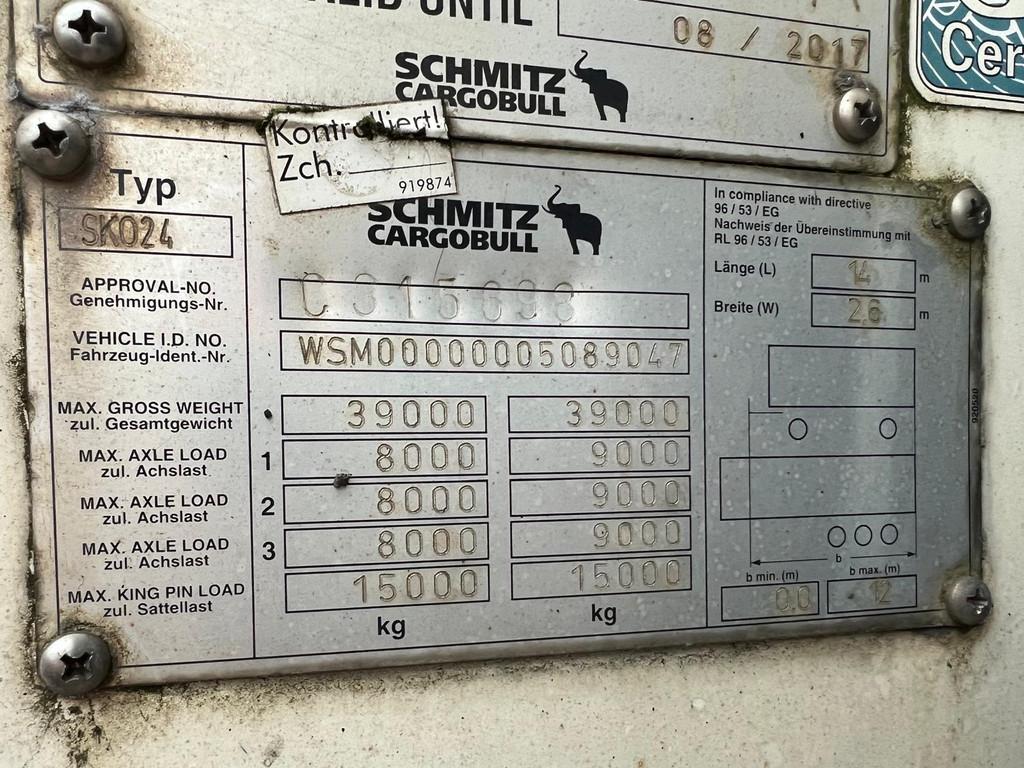 UNTIL
08 / 2017
SCHMITZ
CARGOBULL
Cer
Kontrolliert!
Zch.
919874
Typ
SK024
SCHMITZ
CARGOBULL
APPROVAL-NO.
Genehmigungs-Nr.
VEHICLE I.D. NO.
Fahrzeug-Ident.-Nr.
WSM00000005089047
MAX. GROSS WEIGHT
zul. Gesamtgewicht
39000 39000
MAX. AXLE LOAD
zul. Achslast
1 8000 9000
MAX. AXLE LOAD
zul. Achslast
2 8000 9000
MAX. AXLE LOAD
zul. Achslast
3 8000 9000
MAX. KING PIN LOAD
zul. Sattellast
15000 15000
kg kg
In compliance with directive
96 / 53 / EG
Nachweis der Übereinstimmung mit
RL 96 / 53 / EG
Länge (L) 14 m
Breite (W) 2,6 m
b
b min. (m) b max. (m)
0,0 12
920520